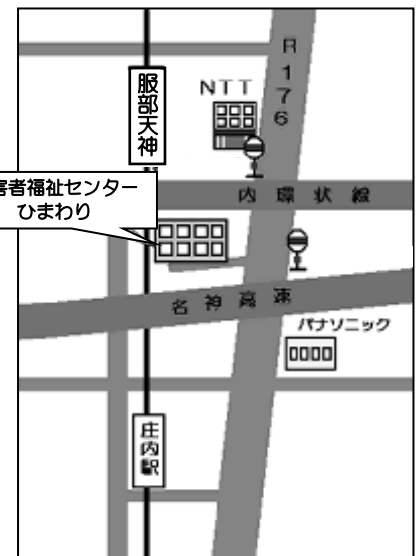 服部天神
NTT
R176
害者福祉センター
ひまわり
内環状線
名神高速
パナソニック
庄内駅